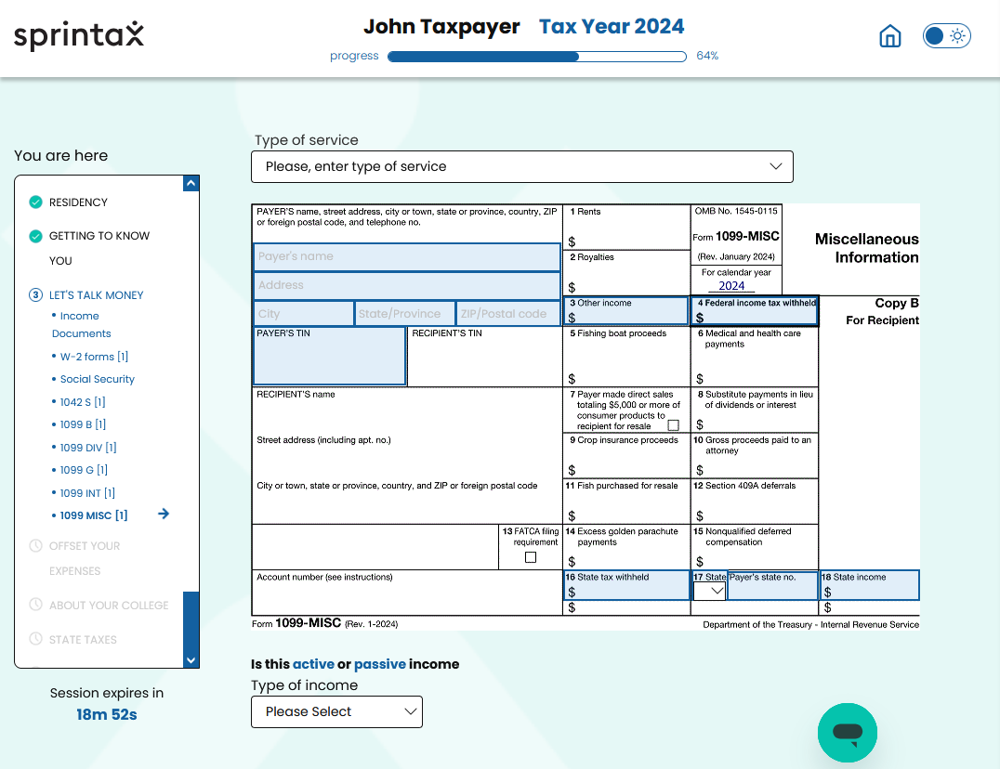 sprintax
John Taxpayer Tax Year 2024
progress 64%
You are here
RESIDENCY
GETTING TO KNOW
YOU
3 LET'S TALK MONEY
• Income
Documents
• W-2 forms [1]
• Social Security
• 1042 S [1]
• 1099 B [1]
• 1099 DIV [1]
• 1099 G [1]
• 1099 INT [1]
• 1099 MISC [1]
OFFSET YOUR
EXPENSES
ABOUT YOUR COLLEGE
STATE TAXES
Session expires in
18m 52s
Type of service
Please, enter type of service
PAYER'S name, street address, city or town, state or province, country, ZIP
or foreign postal code, and telephone no.
Payer's name
Address
City State/Province ZIP/Postal code
PAYER'S TIN RECIPIENT'S TIN
RECIPIENT'S name
Street address (including apt. no.)
City or town, state or province, country, and ZIP or foreign postal code
13 FATCA filing
requirement
Account number (see instructions)
1 Rents
$
2 Royalties
$
OMB No. 1545-0115
Form 1099-MISC
(Rev. January 2024)
For calendar year
2024
Miscellaneous
Information
Copy B
For Recipient
3 Other income
$
4 Federal income tax withheld
$
5 Fishing boat proceeds
$
6 Medical and health care
payments
$
7 Payer made direct sales
totaling $5,000 or more of
consumer products to
recipient for resale
8 Substitute payments in lieu
of dividends or interest
$
9 Crop insurance proceeds
$
10 Gross proceeds paid to an
attorney
$
11 Fish purchased for resale
$
12 Section 409A deferrals
$
14 Excess golden parachute
payments
$
15 Nonqualified deferred
compensation
$
16 State tax withheld
$
$
17 State Payer's state no.
18 State income
$
$
Form 1099-MISC (Rev. 1-2024)
Department of the Treasury - Internal Revenue Service
Is this active or passive income
Type of income
Please Select